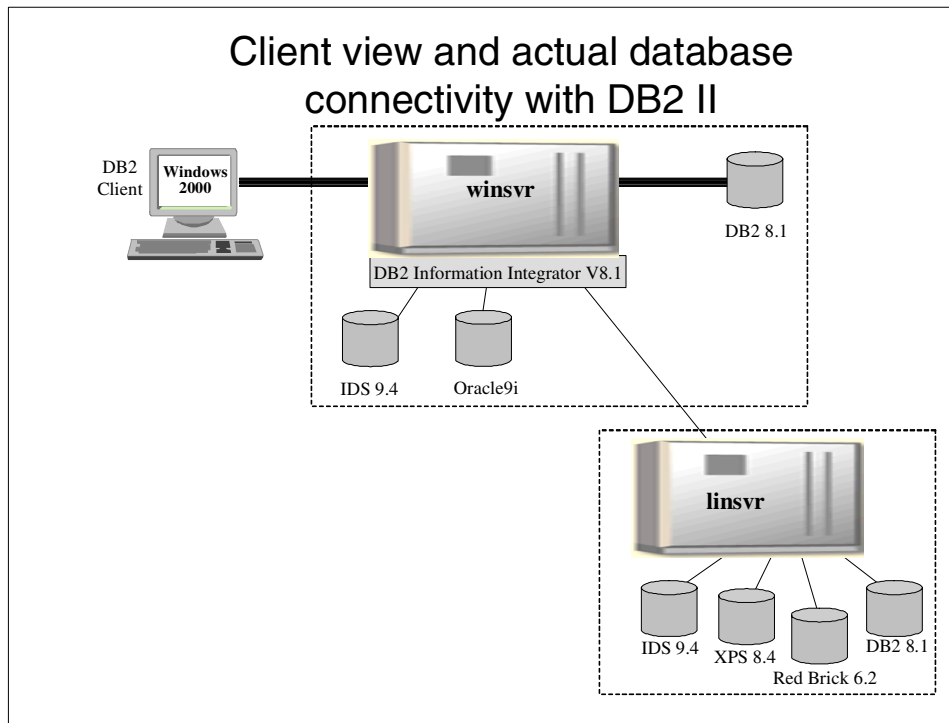 Client view and actual database
connectivity with DB2 II
DB2
Client
Windows
2000
winsvr
DB2 8.1
DB2 Information Integrator V8.1
IDS 9.4
Oracle9i
linsvr
IDS 9.4
XPS 8.4
Red Brick 6.2
DB2 8.1